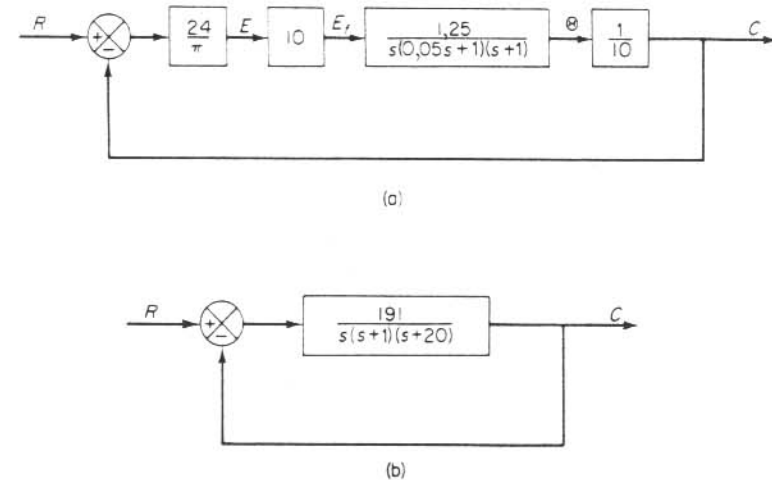 R + − 24/π E 10 E_f 1,25/s(0,05s+1)(s+1) Θ 1/10 C
(a)
R + − 191/s(s+1)(s+20) C
(b)